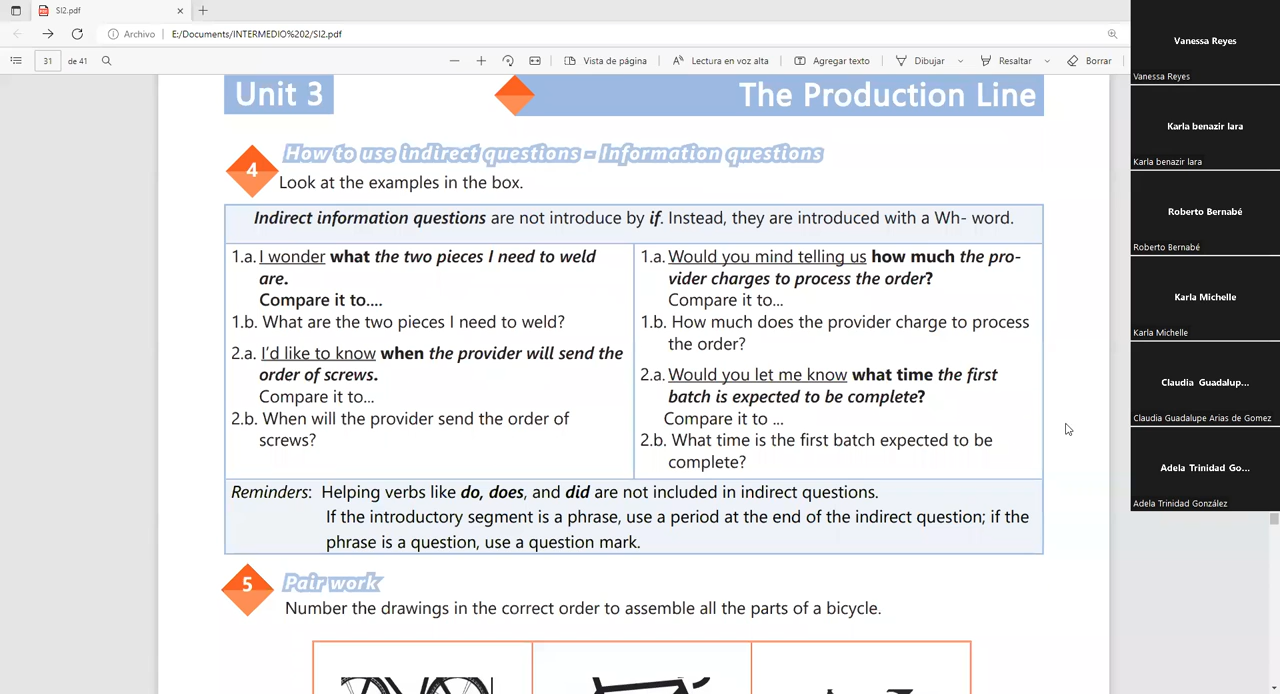 SI2.pdf
Archivo
E:/Documents/INTERMEDIO%202/SI2.pdf
31
de 41
Vista de página
Lectura en voz alta
Agregar texto
Dibujar
Resaltar
Borrar
Unit 3
The Production Line
4
How to use indirect questions - Information questions
Look at the examples in the box.
Indirect information questions are not introduce by if. Instead, they are introduced with a Wh- word.
1.a. I wonder what the two pieces I need to weld
are.
Compare it to....
1.b. What are the two pieces I need to weld?
2.a. I'd like to know when the provider will send the
order of screws.
Compare it to...
2.b. When will the provider send the order of
screws?
1.a. Would you mind telling us how much the pro-
vider charges to process the order?
Compare it to...
1.b. How much does the provider charge to process
the order?
2.a. Would you let me know what time the first
batch is expected to be complete?
Compare it to ...
2.b. What time is the first batch expected to be
complete?
Reminders: Helping verbs like do, does, and did are not included in indirect questions.
If the introductory segment is a phrase, use a period at the end of the indirect question; if the
phrase is a question, use a question mark.
5
Pair work
Number the drawings in the correct order to assemble all the parts of a bicycle.
Vanessa Reyes
Vanessa Reyes
Karla benazir lara
Karla benazir lara
Roberto Bernabé
Roberto Bernabé
Karla Michelle
Karla Michelle
Claudia Guadalup...
Claudia Guadalupe Arias de Gomez
Adela Trinidad Go...
Adela Trinidad González